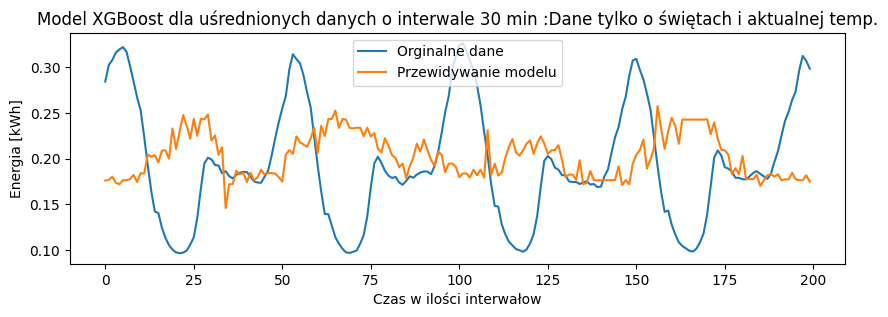 Model XGBoost dla uśrednionych danych o interwale 30 min :Dane tylko o świętach i aktualnej temp.
Orginalne dane
Przewidywanie modelu
Energia [kWh]
0.30
0.25
0.20
0.15
0.10
0 25 50 75 100 125 150 175 200
Czas w ilości interwałow